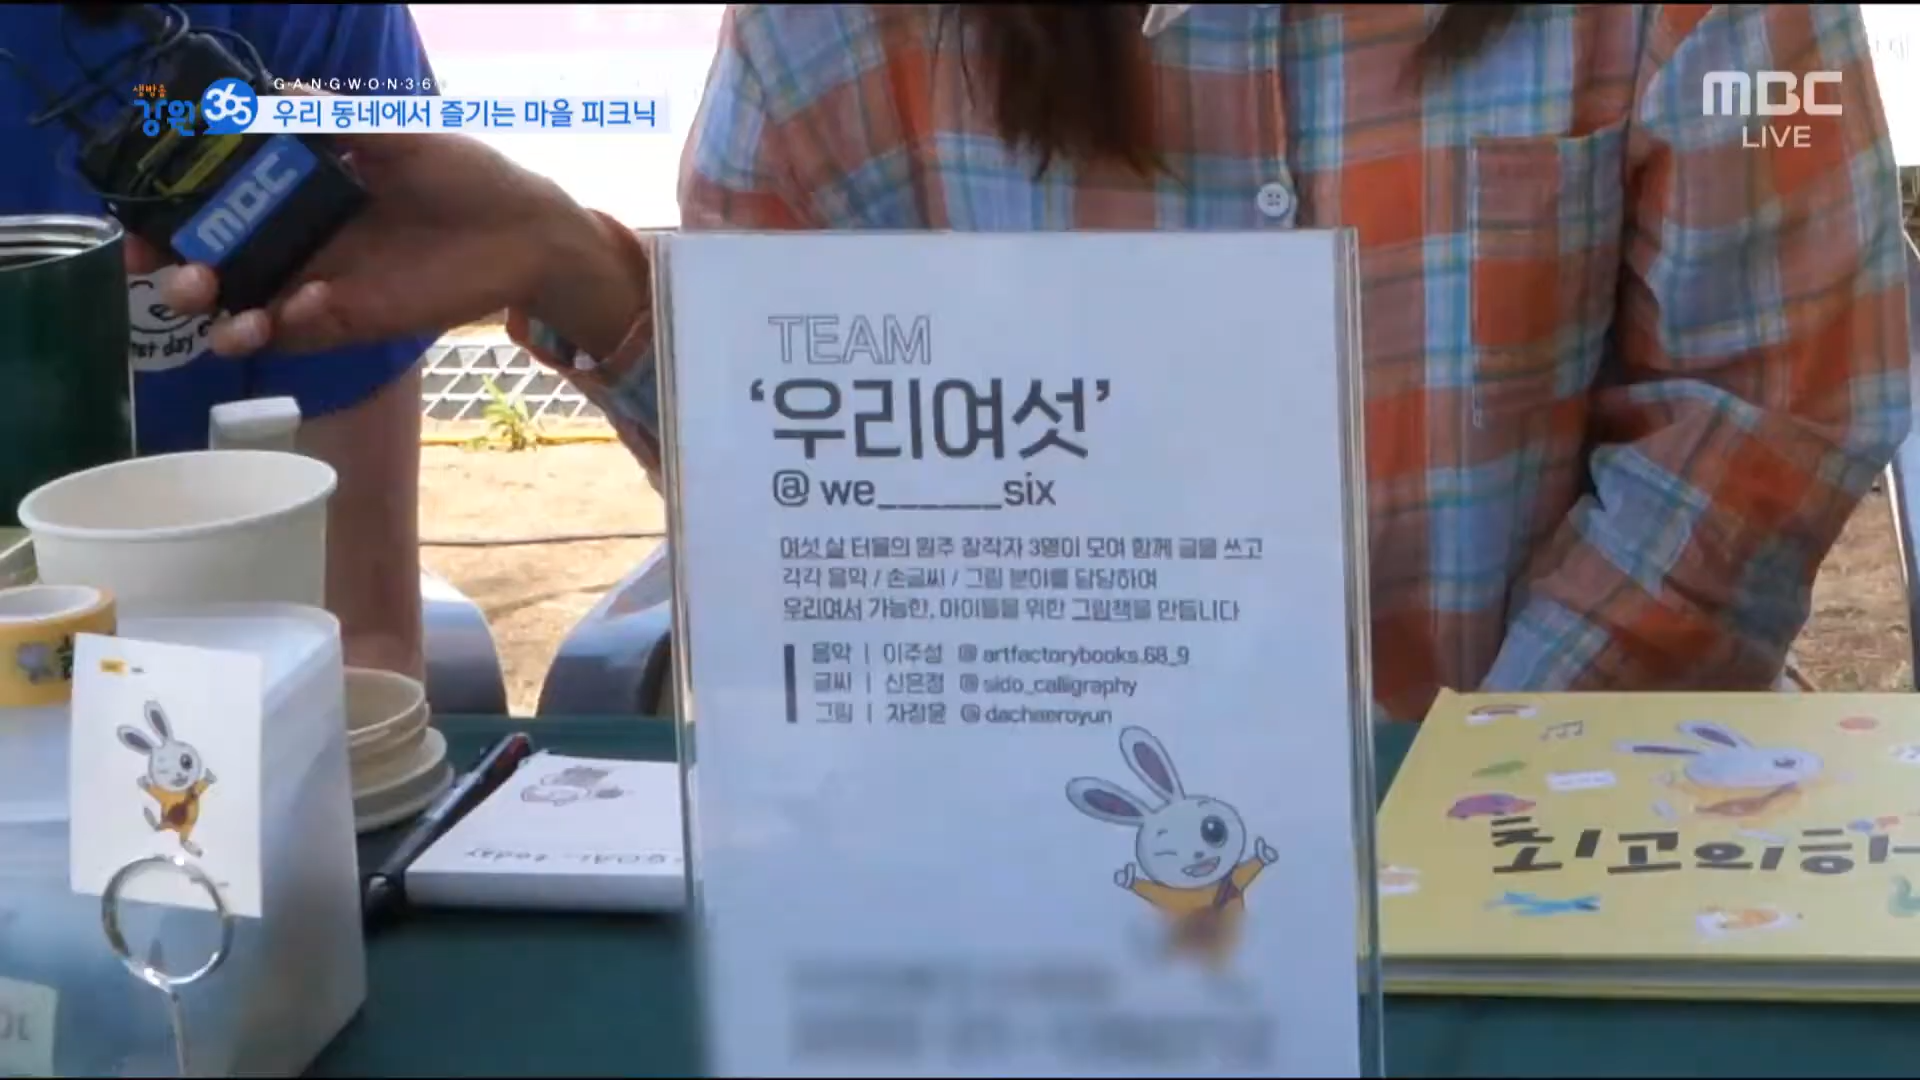 생방송
강원 365
G·A·N·G·W·O·N·3·6
우리 동네에서 즐기는 마을 피크닉
MBC
LIVE
MBC
TEAM
‘우리여섯’
@ we______six
여섯 살 터울의 원주 창작자 3명이 모여 함께 글을 쓰고
각각 음악 / 손글씨 / 그림 분야를 담당하여
우리여서 가능한, 아이들을 위한 그림책을 만듭니다
음악 | 이주성 @ artfactorybooks.68_9
글씨 | 신은정 @ sido_calligraphy
그림 | 차정윤 @ dachaeroyun
day
today
최고의 하